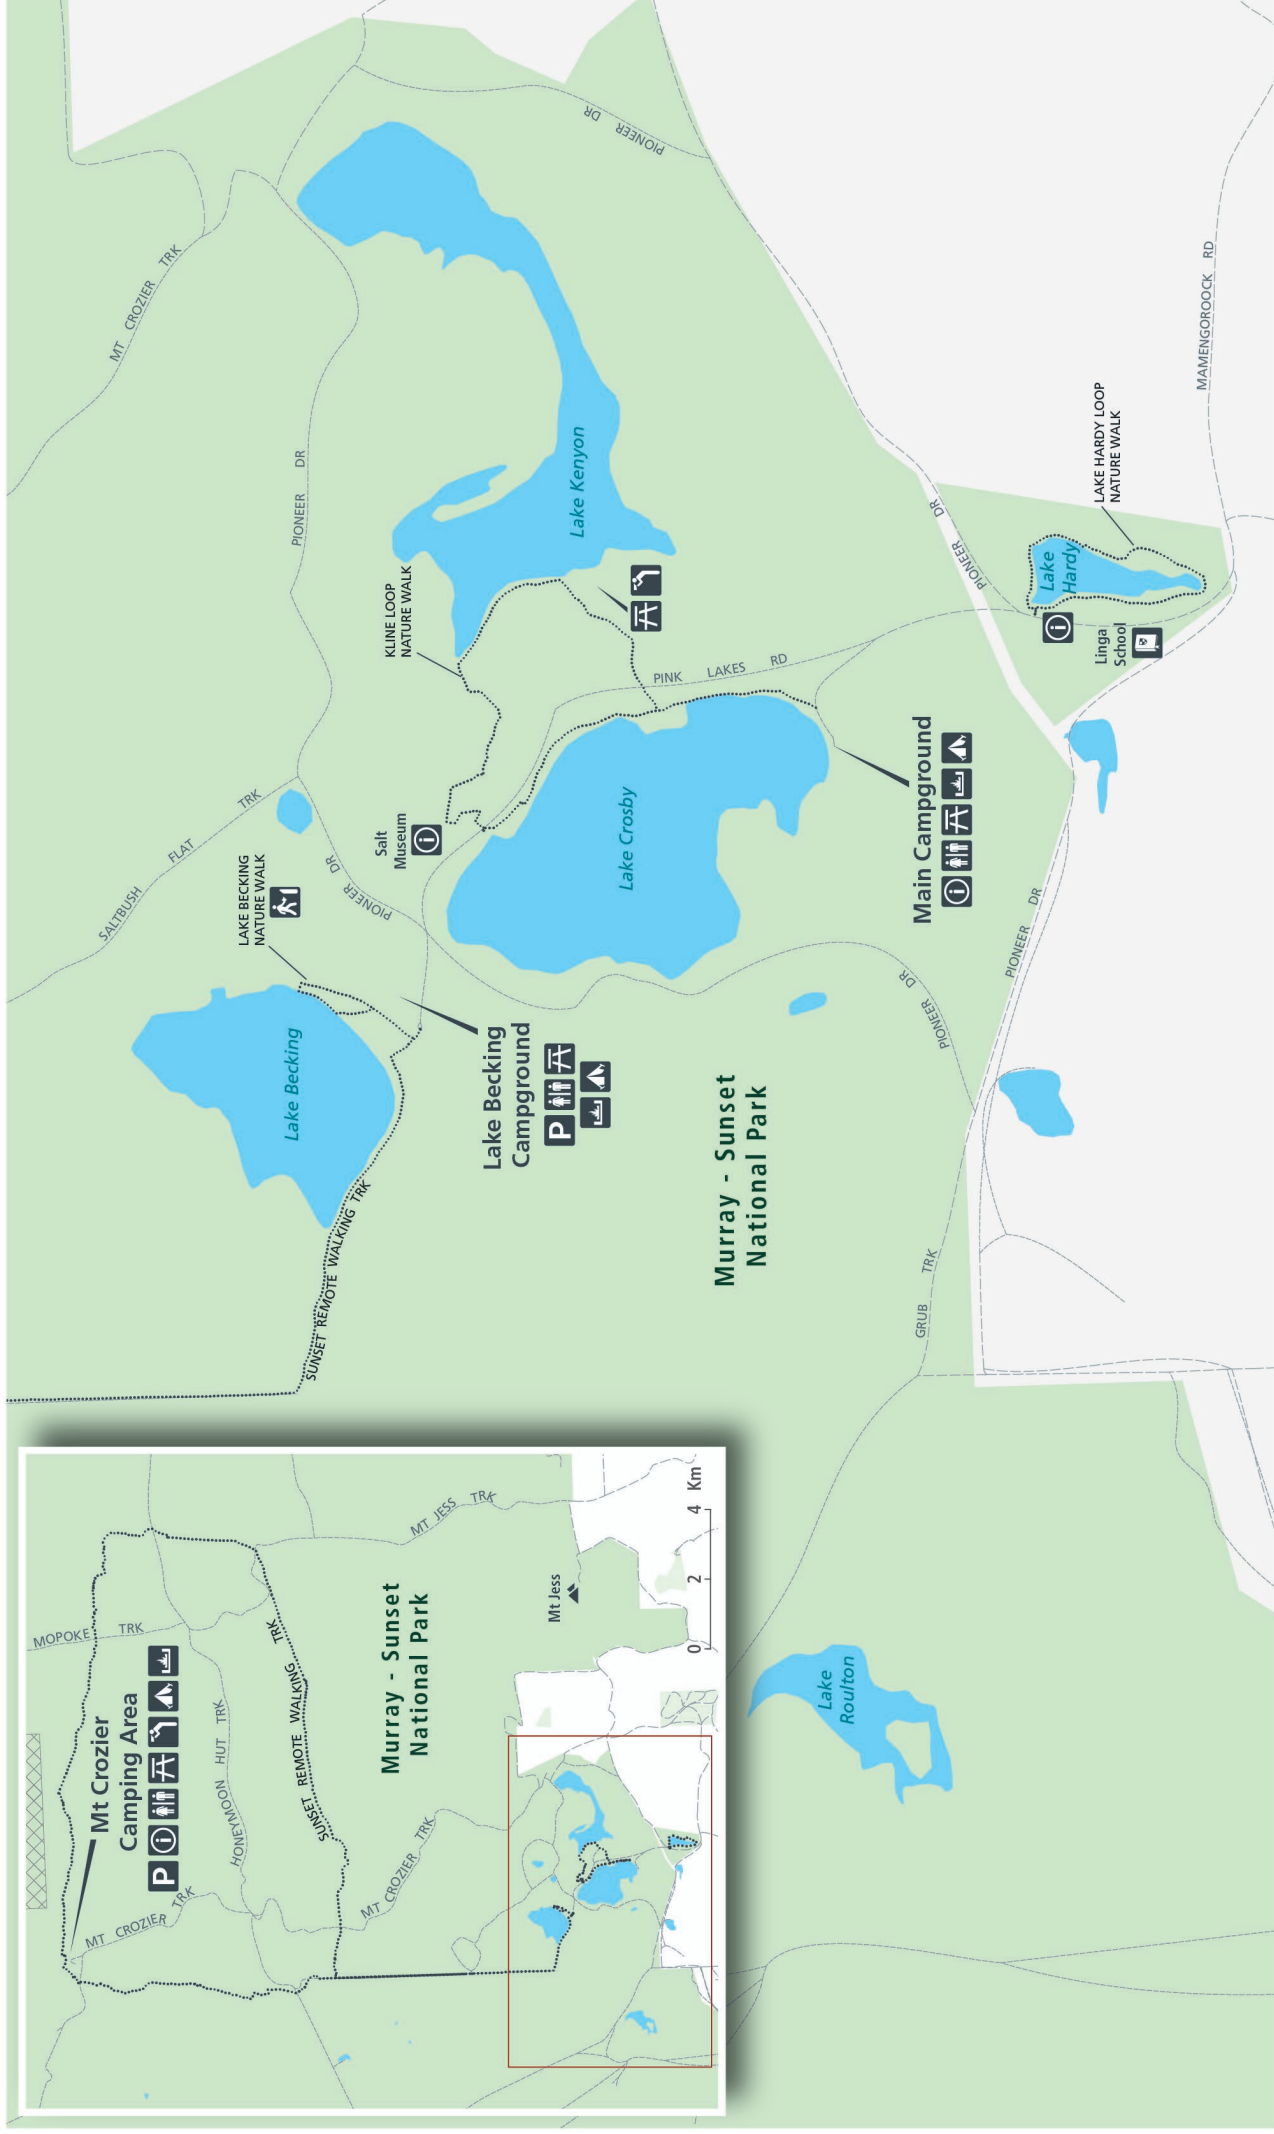 MOPOKE TRK
Mt Crozier
Camping Area
P
i
MT CROZIER TRK
HONEYMOON HUT TRK
SUNSET REMOTE WALKING TRK
MT CROZIER TRK
Murray - Sunset
National Park
MT JESS TRK
Mt Jess
0 2 4 Km
SUNSET REMOTE WALKING TRK
Lake Becking
LAKE BECKING
NATURE WALK
SALTBUSH FLAT TRK
MT CROZIER TRK
PIONEER DR
PIONEER DR
PIONEER DR
Salt
Museum
i
KLINE LOOP
NATURE WALK
Lake Kenyon
Lake Becking
Campground
P
Lake Crosby
PINK LAKES RD
Murray - Sunset
National Park
PIONEER DR
Main Campground
i
PIONEER DR
PIONEER DR
GRUB TRK
Lake
Roulton
Lake
Hardy
i
Linga
School
LAKE HARDY LOOP
NATURE WALK
MAMENGOROOCK RD